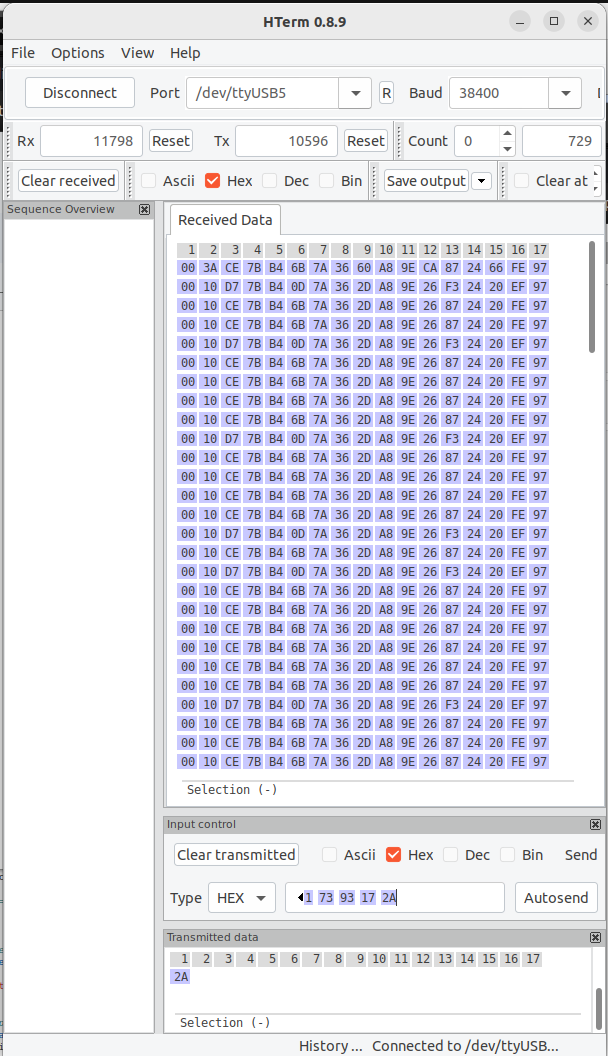 HTerm 0.8.9
File Options View Help
Disconnect Port /dev/ttyUSB5 R Baud 38400
Rx 11798 Reset Tx 10596 Reset Count 0 729
Clear received Ascii Hex Dec Bin Save output Clear at
Sequence Overview
Received Data
1 2 3 4 5 6 7 8 9 10 11 12 13 14 15 16 17
00 3A CE 7B B4 6B 7A 36 60 A8 9E CA 87 24 66 FE 97
00 10 D7 7B B4 0D 7A 36 2D A8 9E 26 F3 24 20 EF 97
00 10 CE 7B B4 6B 7A 36 2D A8 9E 26 87 24 20 FE 97
00 10 CE 7B B4 6B 7A 36 2D A8 9E 26 87 24 20 FE 97
00 10 D7 7B B4 0D 7A 36 2D A8 9E 26 F3 24 20 EF 97
00 10 CE 7B B4 6B 7A 36 2D A8 9E 26 87 24 20 FE 97
00 10 CE 7B B4 6B 7A 36 2D A8 9E 26 87 24 20 FE 97
00 10 CE 7B B4 6B 7A 36 2D A8 9E 26 87 24 20 FE 97
00 10 CE 7B B4 6B 7A 36 2D A8 9E 26 87 24 20 FE 97
00 10 D7 7B B4 0D 7A 36 2D A8 9E 26 F3 24 20 EF 97
00 10 CE 7B B4 6B 7A 36 2D A8 9E 26 87 24 20 FE 97
00 10 CE 7B B4 6B 7A 36 2D A8 9E 26 87 24 20 FE 97
00 10 CE 7B B4 6B 7A 36 2D A8 9E 26 87 24 20 FE 97
00 10 CE 7B B4 6B 7A 36 2D A8 9E 26 87 24 20 FE 97
00 10 D7 7B B4 0D 7A 36 2D A8 9E 26 F3 24 20 EF 97
00 10 CE 7B B4 6B 7A 36 2D A8 9E 26 87 24 20 FE 97
00 10 D7 7B B4 0D 7A 36 2D A8 9E 26 F3 24 20 EF 97
00 10 CE 7B B4 6B 7A 36 2D A8 9E 26 87 24 20 FE 97
00 10 CE 7B B4 6B 7A 36 2D A8 9E 26 87 24 20 FE 97
00 10 CE 7B B4 6B 7A 36 2D A8 9E 26 87 24 20 FE 97
00 10 CE 7B B4 6B 7A 36 2D A8 9E 26 87 24 20 FE 97
00 10 CE 7B B4 6B 7A 36 2D A8 9E 26 87 24 20 FE 97
00 10 CE 7B B4 6B 7A 36 2D A8 9E 26 87 24 20 FE 97
00 10 D7 7B B4 0D 7A 36 2D A8 9E 26 F3 24 20 EF 97
00 10 CE 7B B4 6B 7A 36 2D A8 9E 26 87 24 20 FE 97
00 10 CE 7B B4 6B 7A 36 2D A8 9E 26 87 24 20 FE 97
00 10 CE 7B B4 6B 7A 36 2D A8 9E 26 87 24 20 FE 97
Selection (-)
Input control
Clear transmitted Ascii Hex Dec Bin Send
Type HEX 1 73 93 17 2A Autosend
Transmitted data
1 2 3 4 5 6 7 8 9 10 11 12 13 14 15 16 17
2A
Selection (-)
History ... Connected to /dev/ttyUSB...